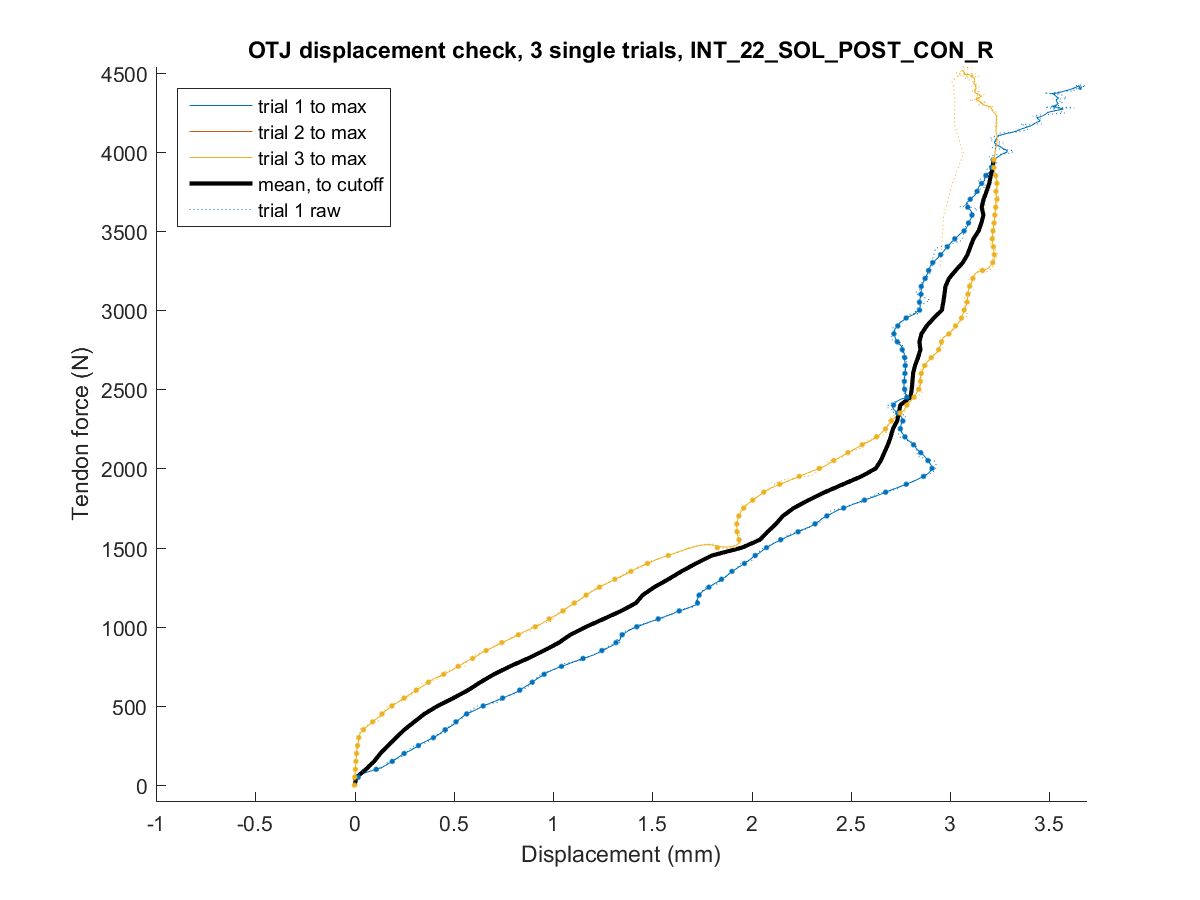 OTJ displacement check, 3 single trials, INT_22_SOL_POST_CON_R
4500
4000
3500
3000
2500
2000
1500
1000
500
0
Tendon force (N)
trial 1 to max
trial 2 to max
trial 3 to max
mean, to cutoff
trial 1 raw
-1
-0.5
0
0.5
1
1.5
2
2.5
3
3.5
Displacement (mm)